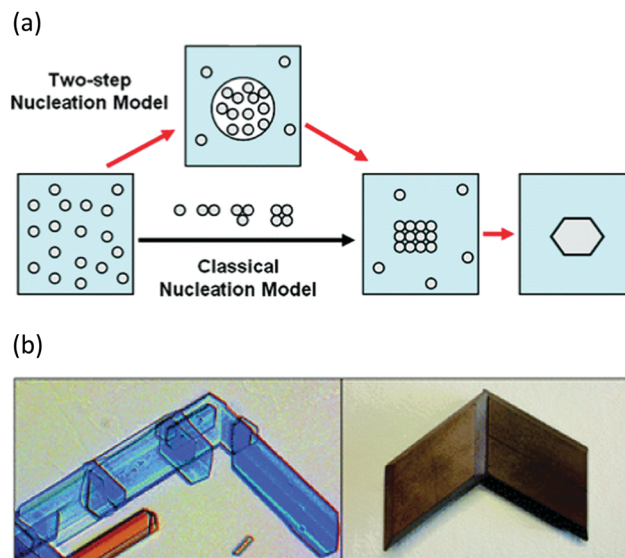 (a)
Two-step
Nucleation Model
Classical
Nucleation Model
(b)